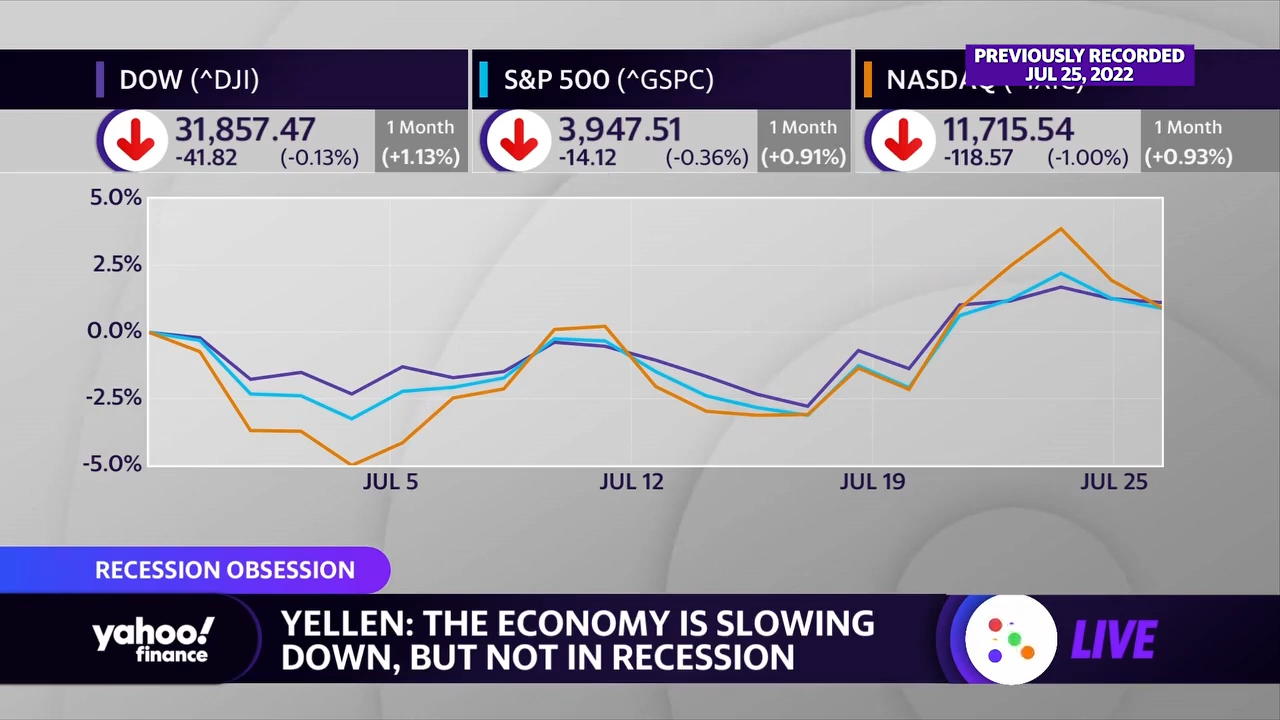 PREVIOUSLY RECORDED
JUL 25, 2022
DOW (^DJI)
31,857.47
-41.82 (-0.13%)
1 Month
(+1.13%)
S&P 500 (^GSPC)
3,947.51
-14.12 (-0.36%)
1 Month
(+0.91%)
NASDAQ
11,715.54
-118.57 (-1.00%)
1 Month
(+0.93%)
5.0%
2.5%
0.0%
-2.5%
-5.0%
JUL 5 JUL 12 JUL 19 JUL 25
RECESSION OBSESSION
yahoo!
finance
YELLEN: THE ECONOMY IS SLOWING
DOWN, BUT NOT IN RECESSION
LIVE